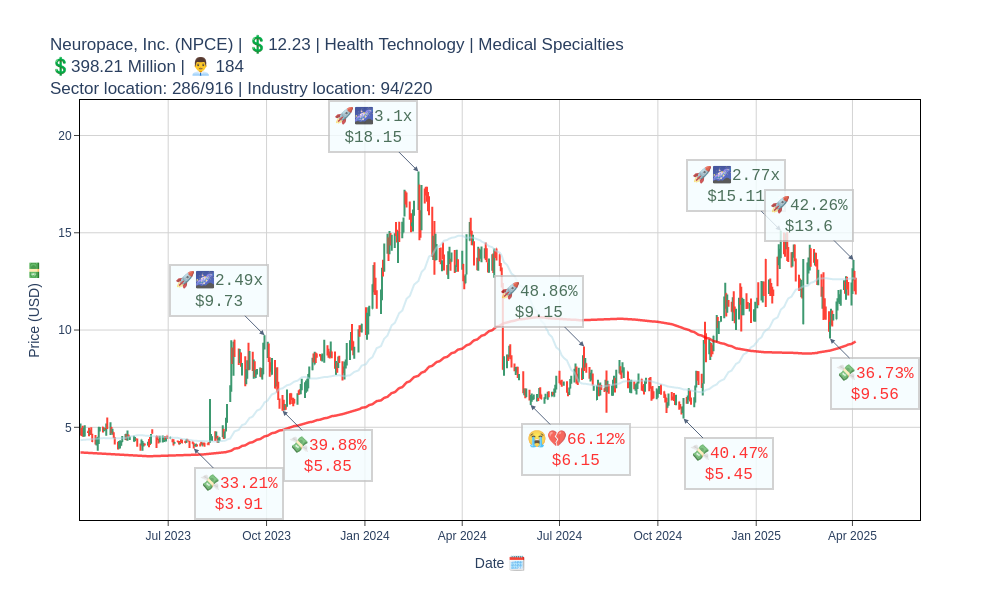 Neuropace, Inc. (NPCE) | 💲12.23 | Health Technology | Medical Specialties
💲398.21 Million | 👨‍💼 184
Sector location: 286/916 | Industry location: 94/220
🚀🌌3.1x
$18.15
🚀🌌2.77x
$15.11
🚀42.26%
$13.6
🚀🌌2.49x
$9.73
🚀48.86%
$9.15
💸36.73%
$9.56
💸39.88%
$5.85
😭💔66.12%
$6.15
💸40.47%
$5.45
💸33.21%
$3.91
20
15
10
5
Price (USD) 💵
Jul 2023
Oct 2023
Jan 2024
Apr 2024
Jul 2024
Oct 2024
Jan 2025
Apr 2025
Date 🗓️